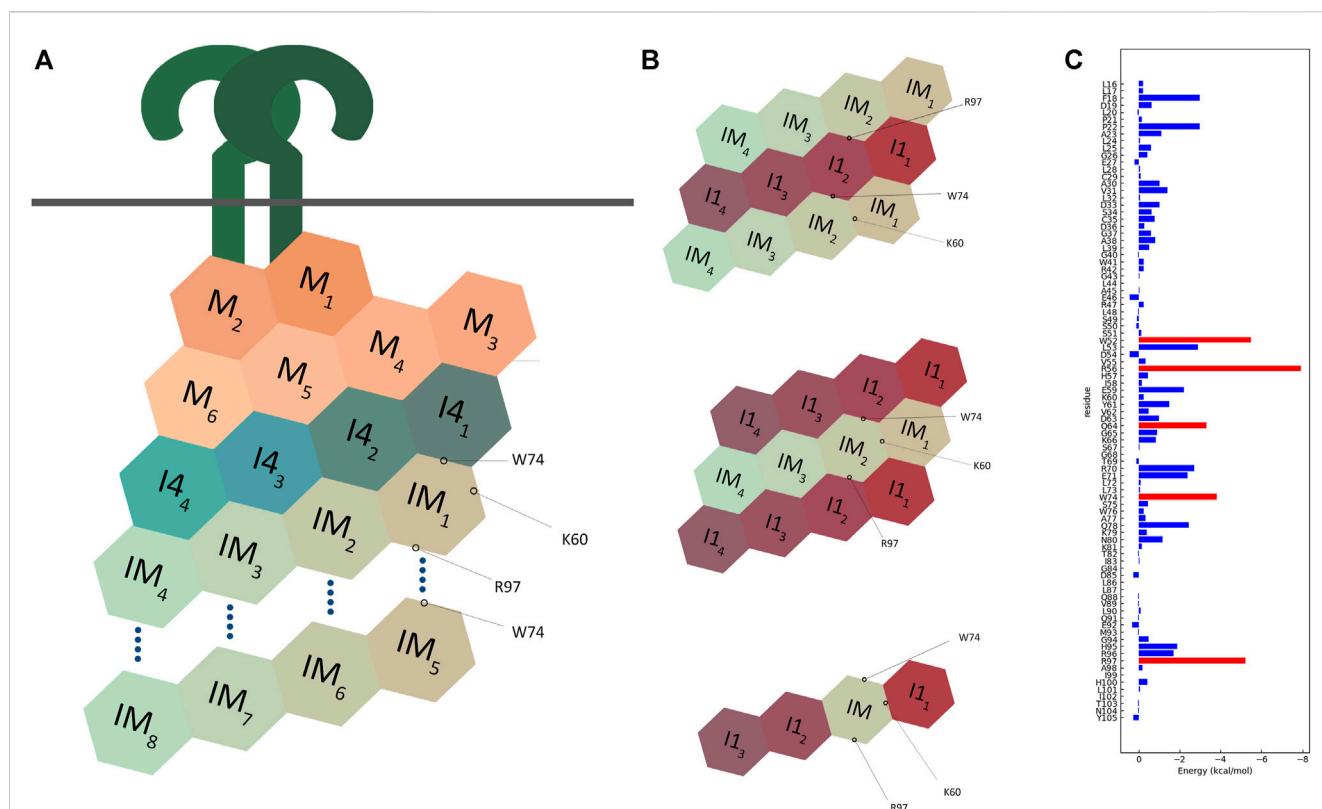 A
B
C
M1
M2
M3
M4
M5
M6
I41
I42
I43
I44
IM1
IM2
IM3
IM4
IM5
IM6
IM7
IM8
W74
K60
R97
W74
IM1
IM2
IM3
IM4
I11
I12
I13
I14
IM1
IM2
IM3
IM4
R97
W74
K60
I11
I12
I13
I14
IM1
IM2
IM3
IM4
I11
I12
I13
I14
W74
K60
R97
W74
I11
IM
I12
I13
K60
R97
residue
L16
L17
F18
D19
L20
P21
P22
A23
L24
L25
G26
E27
L28
C29
A30
V31
L32
D33
S34
C35
D36
G37
A38
L39
G40
W41
R42
G43
L44
A45
E46
R47
L48
S49
S50
S51
W52
L53
D54
V55
R56
H57
I58
E59
K60
Y61
V62
D63
Q64
G65
K66
S67
G68
T69
R70
E71
L72
L73
W74
S75
W76
A77
Q78
K79
N80
K81
T82
I83
G84
D85
L86
L87
Q88
V89
L90
Q91
E92
M93
G94
H95
R96
R97
A98
I99
H100
L101
I102
T103
N104
Y105
0 −2 −4 −6 −8
Energy (kcal/mol)